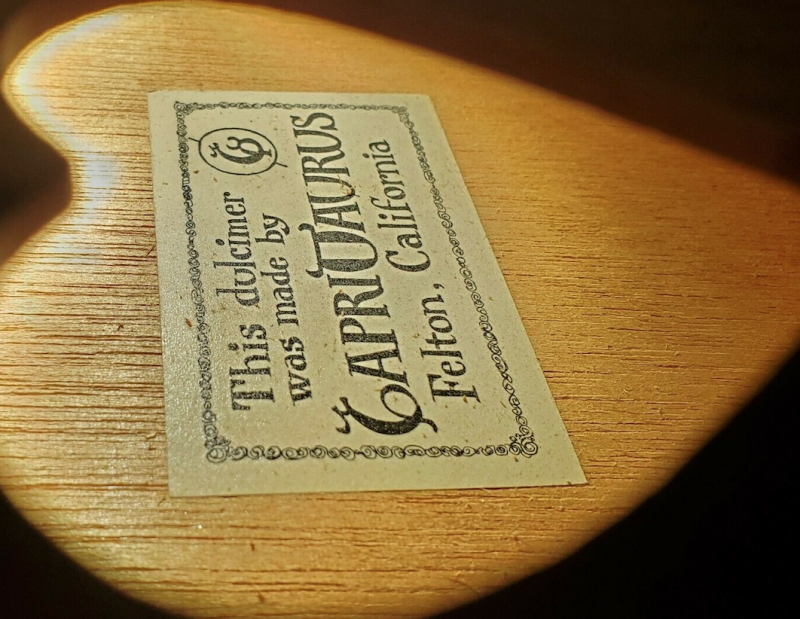 This dulcimer
was made by
CAPRITAURUS
Felton, California